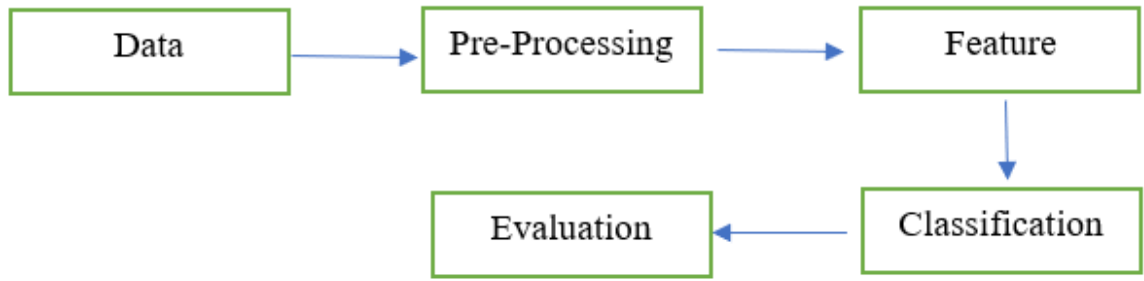 Data
Pre-Processing
Feature
Classification
Evaluation